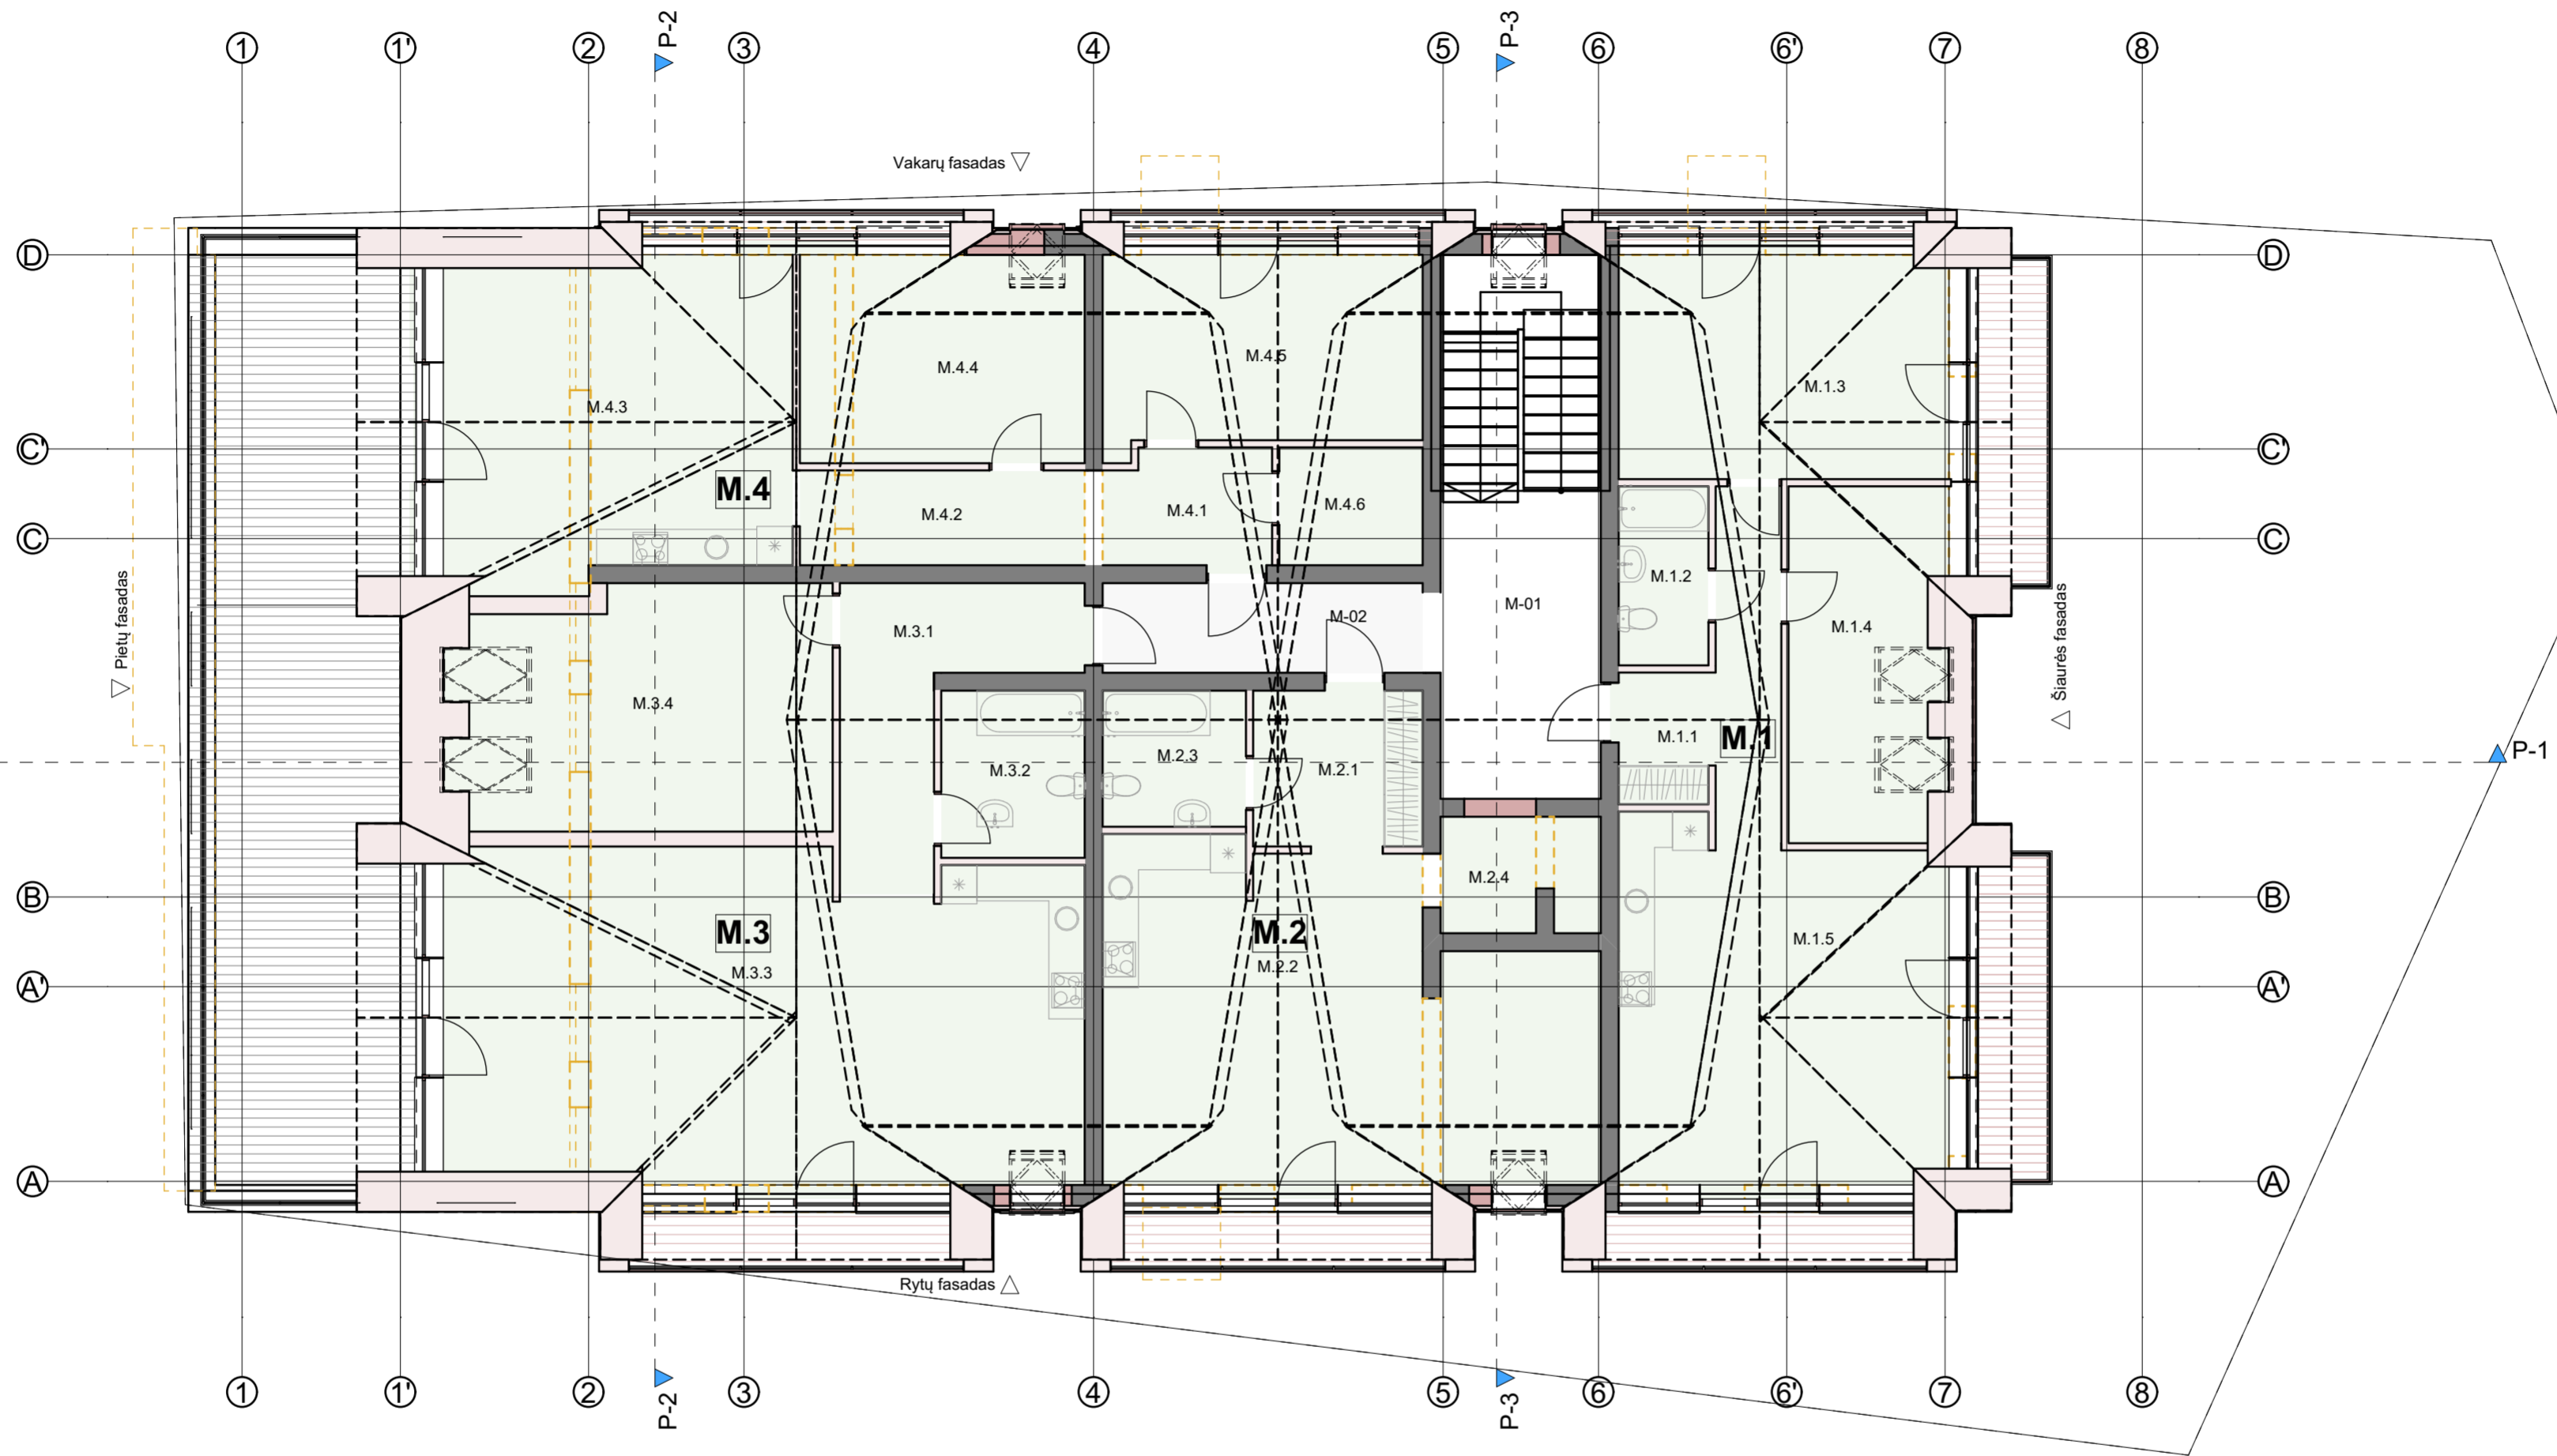 P-2
P-3
1
1'
2
3
4
5
6
6'
7
8
Vakarų fasadas
D
D
M.4.5
M.4.4
M.1.3
M.4.3
C'
C'
M.4
M.4.2
M.4.1
M.4.6
C
C
M.1.2
M-01
M-02
M.3.1
M.1.4
Pietų fasadas
Šiaurės fasadas
M.3.4
M.1.1
M.1
P-1
M.2.3
M.3.2
M.2.1
M.2.4
B
B
M.3
M.2
M.1.5
M.3.3
M.2.2
A'
A'
A
A
Rytų fasadas
1
1'
2
3
4
5
6
6'
7
8
P-2
P-3